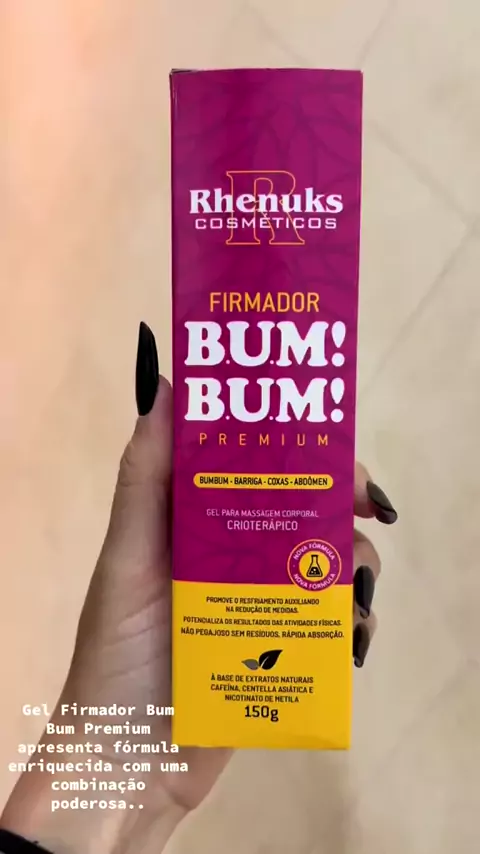 Rhenuks
COSMÉTICOS
FIRMADOR
B.U.M!
B.U.M!
PREMIUM
BUMBUM - BARRIGA - COXAS - ABDÔMEN
GEL PARA MASSAGEM CORPORAL
CRIOTERÁPICO
NOVA FÓRMULA
NOVA FÓRMULA
PROMOVE O RESFRIAMENTO AUXILIANDO
NA REDUÇÃO DE MEDIDAS.
POTENCIALIZA OS RESULTADOS DAS ATIVIDADES FÍSICAS.
NÃO PEGAJOSO SEM RESÍDUOS, RÁPIDA ABSORÇÃO.
À BASE DE EXTRATOS NATURAIS
CAFEÍNA, CENTELLA ASIÁTICA E
NICOTINATO DE METILA
150g
Gel Firmador Bum
Bum Premium
apresenta fórmula
enriquecida com uma
combinação
poderosa..